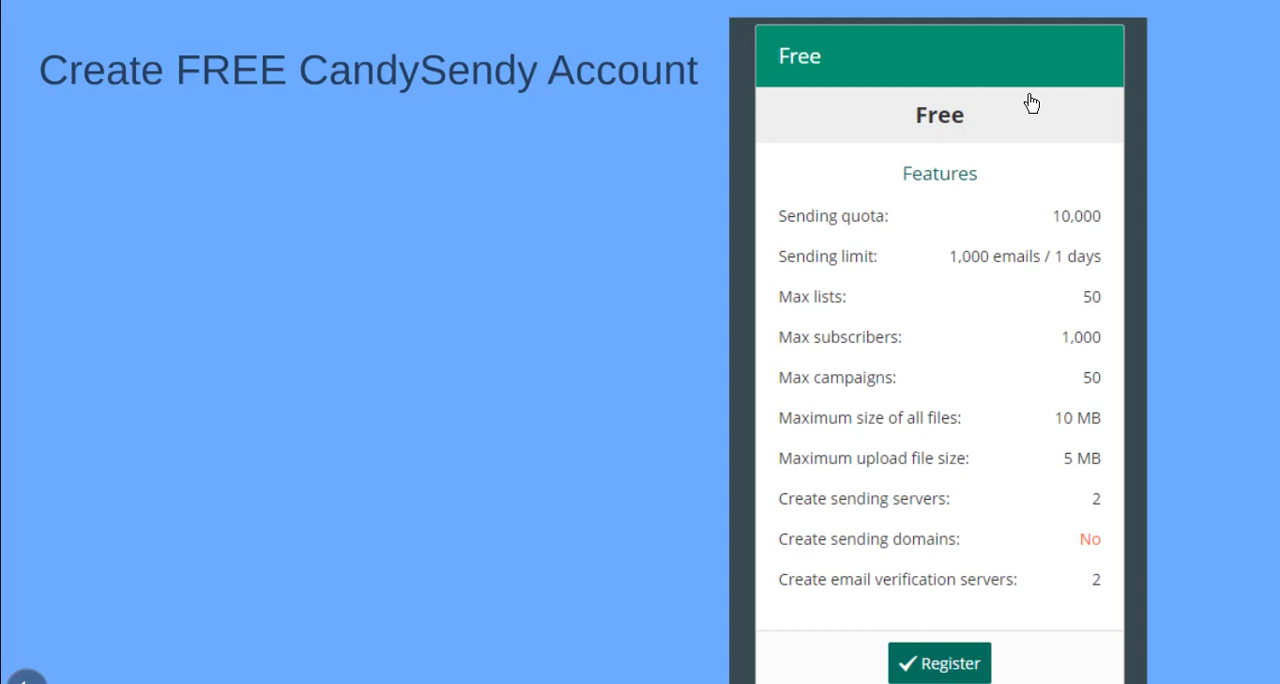 Create FREE CandySendy Account
Free
Free
Features
Sending quota: 10,000
Sending limit: 1,000 emails / 1 days
Max lists: 50
Max subscribers: 1,000
Max campaigns: 50
Maximum size of all files: 10 MB
Maximum upload file size: 5 MB
Create sending servers: 2
Create sending domains: No
Create email verification servers: 2
Register